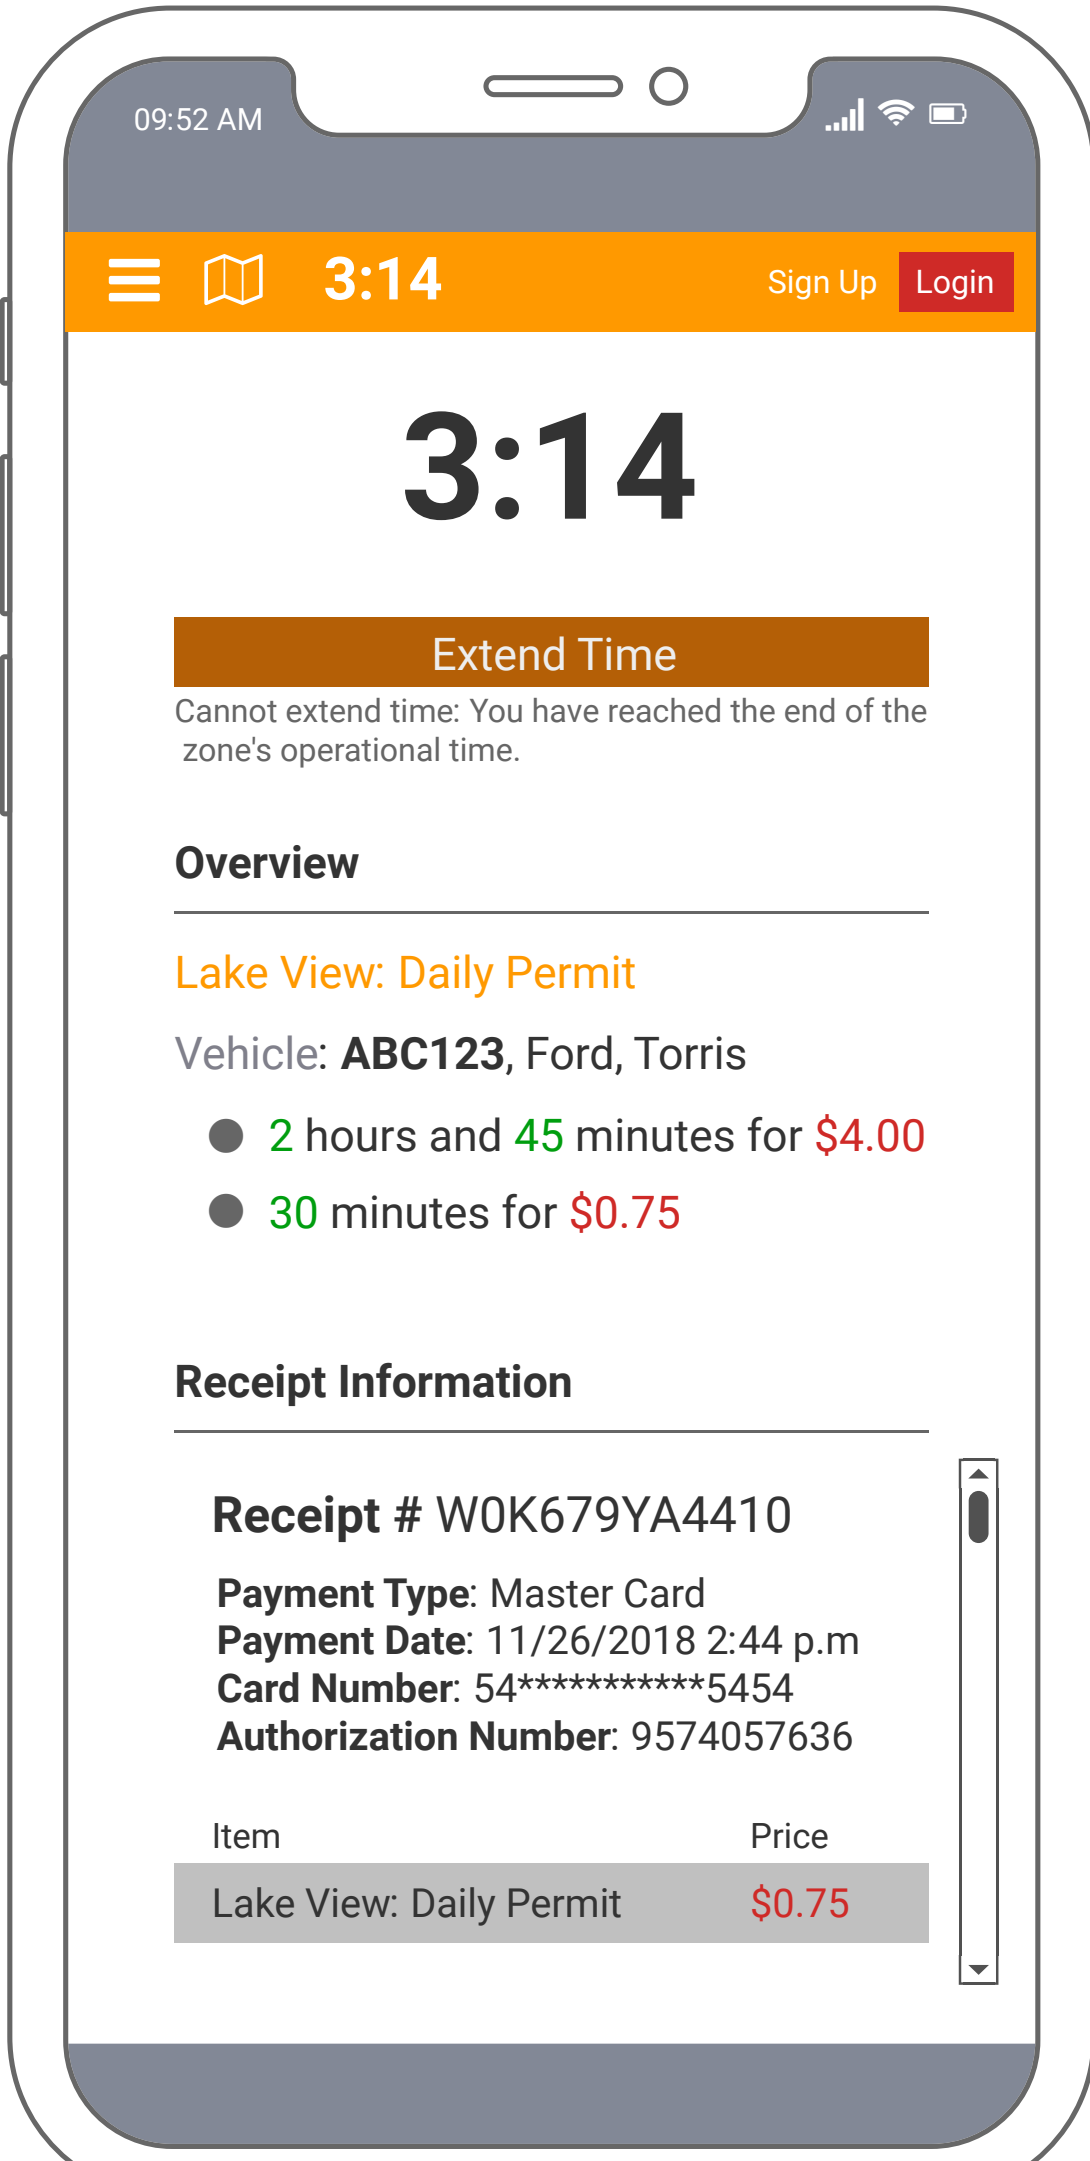 09:52 AM
3:14 Sign Up Login
3:14
Extend Time
Cannot extend time: You have reached the end of the
zone's operational time.
Overview
Lake View: Daily Permit
Vehicle: ABC123, Ford, Torris
2 hours and 45 minutes for $4.00
30 minutes for $0.75
Receipt Information
Receipt # W0K679YA4410
Payment Type: Master Card
Payment Date: 11/26/2018 2:44 p.m
Card Number: 54***********5454
Authorization Number: 9574057636
Item Price
Lake View: Daily Permit $0.75